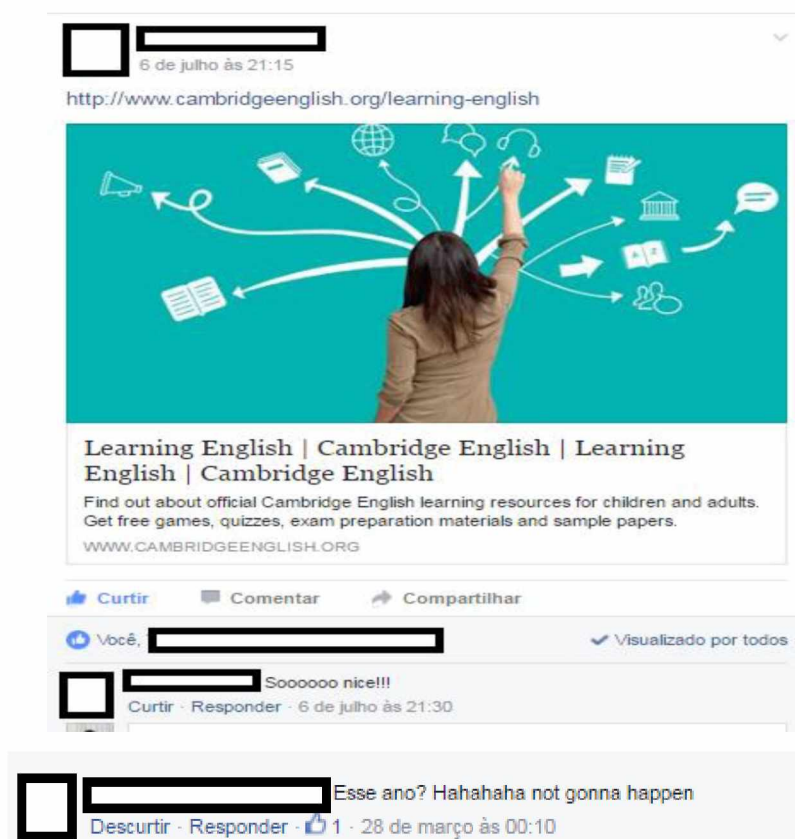 6 de julho às 21:15
http://www.cambridgeenglish.org/learning-english
A Z
Learning English | Cambridge English | Learning
English | Cambridge English
Find out about official Cambridge English learning resources for children and adults.
Get free games, quizzes, exam preparation materials and sample papers.
WWW.CAMBRIDGEENGLISH.ORG
Curtir Comentar Compartilhar
Você, Visualizado por todos
Soooooo nice!!!
Curtir · Responder · 6 de julho às 21:30
Esse ano? Hahahaha not gonna happen
Descurtir · Responder · 1 · 28 de março às 00:10